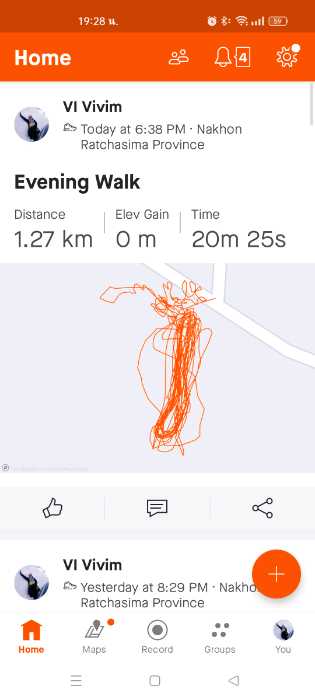 19:28 น.
59
Home
4
VI Vivim
Today at 6:38 PM · Nakhon
Ratchasima Province
Evening Walk
Distance
Elev Gain
Time
1.27 km
0 m
20m 25s
VI Vivim
Yesterday at 8:29 PM · Nakho
Ratchasima Province
Home
Maps
Record
Groups
You